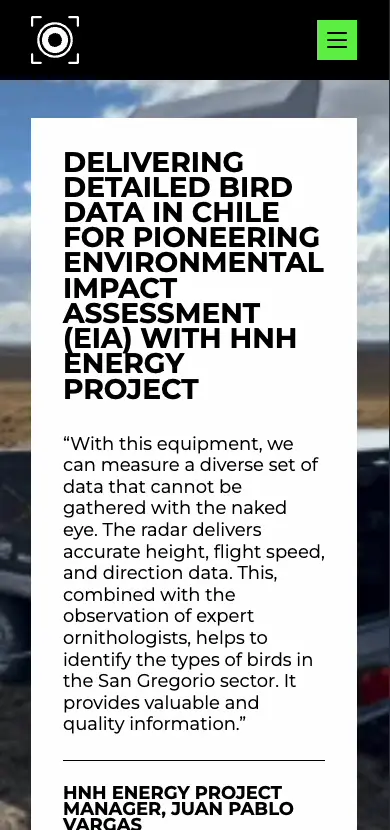 DELIVERING
DETAILED BIRD
DATA IN CHILE
FOR PIONEERING
ENVIRONMENTAL
IMPACT
ASSESSMENT
(EIA) WITH HNH
ENERGY
PROJECT
“With this equipment, we
can measure a diverse set of
data that cannot be
gathered with the naked
eye. The radar delivers
accurate height, flight speed,
and direction data. This,
combined with the
observation of expert
ornithologists, helps to
identify the types of birds in
the San Gregorio sector. It
provides valuable and
quality information.”
HNH ENERGY PROJECT
MANAGER, JUAN PABLO
VARGAS